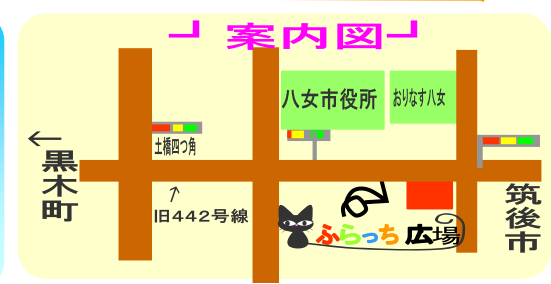 案内図
八女市役所
おりなす八女
土橋四つ角
黒木町
旧442号線
筑後市
ふらっち広場